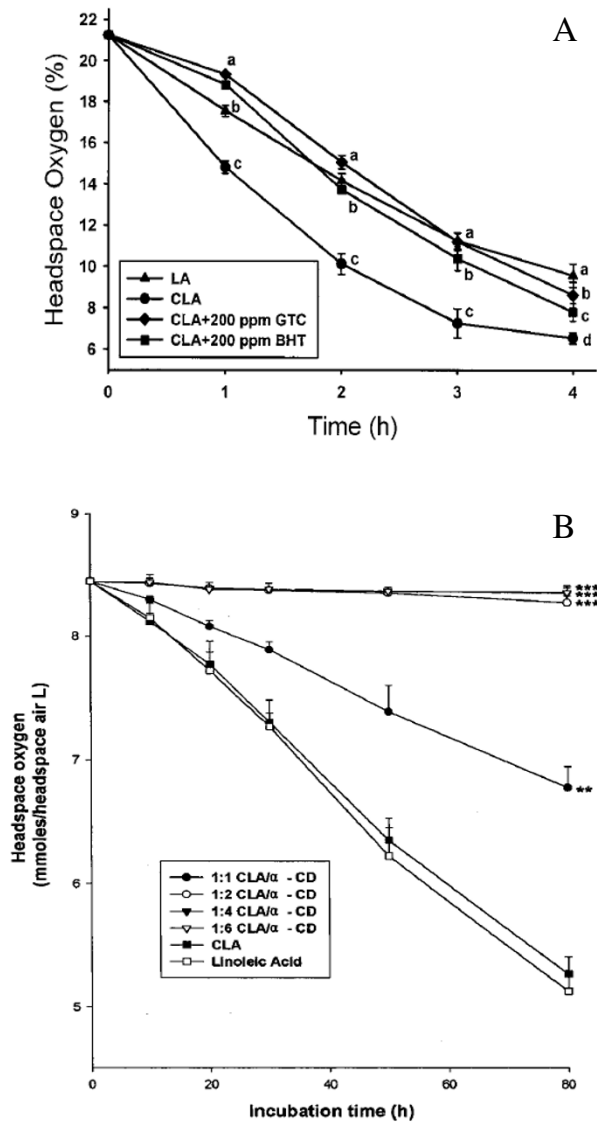 A
Headspace Oxygen (%)
22
20
18
16
14
12
10
8
6
a
b
c
a
b
c
a
b
c
a
b
c
d
LA
CLA
CLA+200 ppm GTC
CLA+200 ppm BHT
0
1
2
3
4
Time (h)
B
Headspace oxygen
(mmoles/headspace air L)
9
8
7
6
5
***
***
***
**
1:1 CLA/α - CD
1:2 CLA/α - CD
1:4 CLA/α - CD
1:6 CLA/α - CD
CLA
Linoleic Acid
0
20
40
60
80
Incubation time (h)